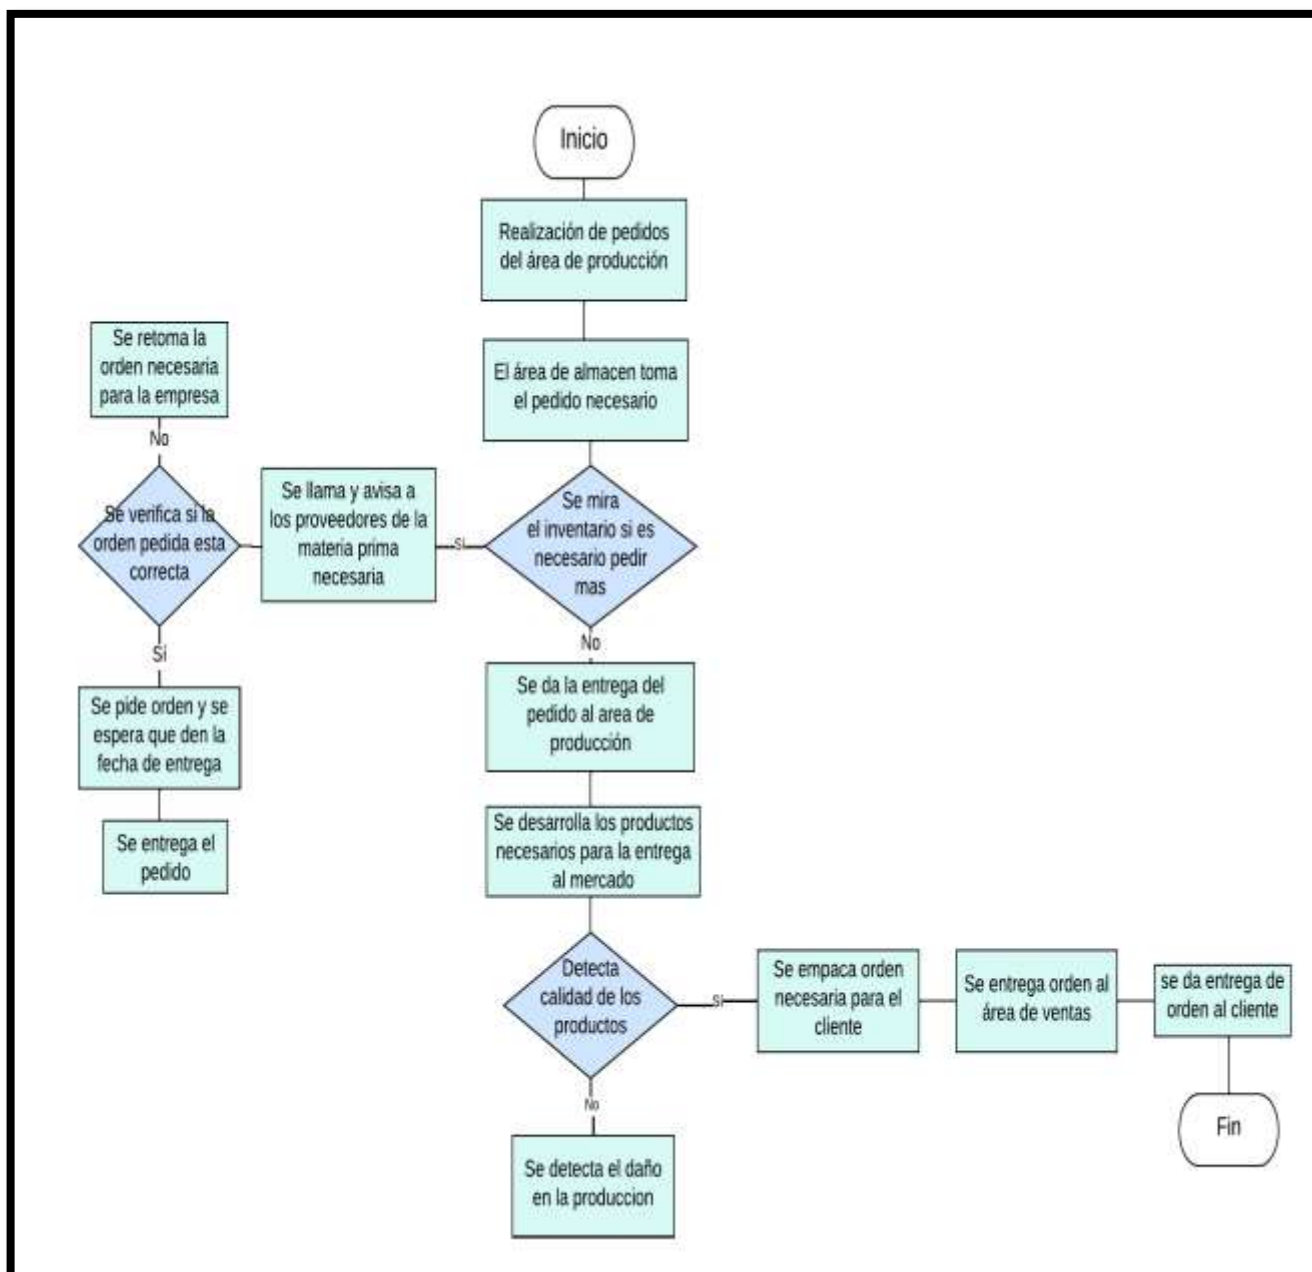 Inicio
Realización de pedidos
del área de producción
El área de almacen toma
el pedido necesario
Se mira
el inventario si es
necesario pedir
mas
Si
Se llama y avisa a
los proveedores de la
materia prima
necesaria
Se verifica si la
orden pedida esta
correcta
No
Se retoma la
orden necesaria
para la empresa
Sí
Se pide orden y se
espera que den la
fecha de entrega
Se entrega el
pedido
No
Se da la entrega del
pedido al area de
producción
Se desarrolla los productos
necesarios para la entrega
al mercado
Detecta
calidad de los
productos
Si
Se empaca orden
necesaria para el
cliente
Se entrega orden al
área de ventas
se da entrega de
orden al cliente
Fin
No
Se detecta el daño
en la produccion